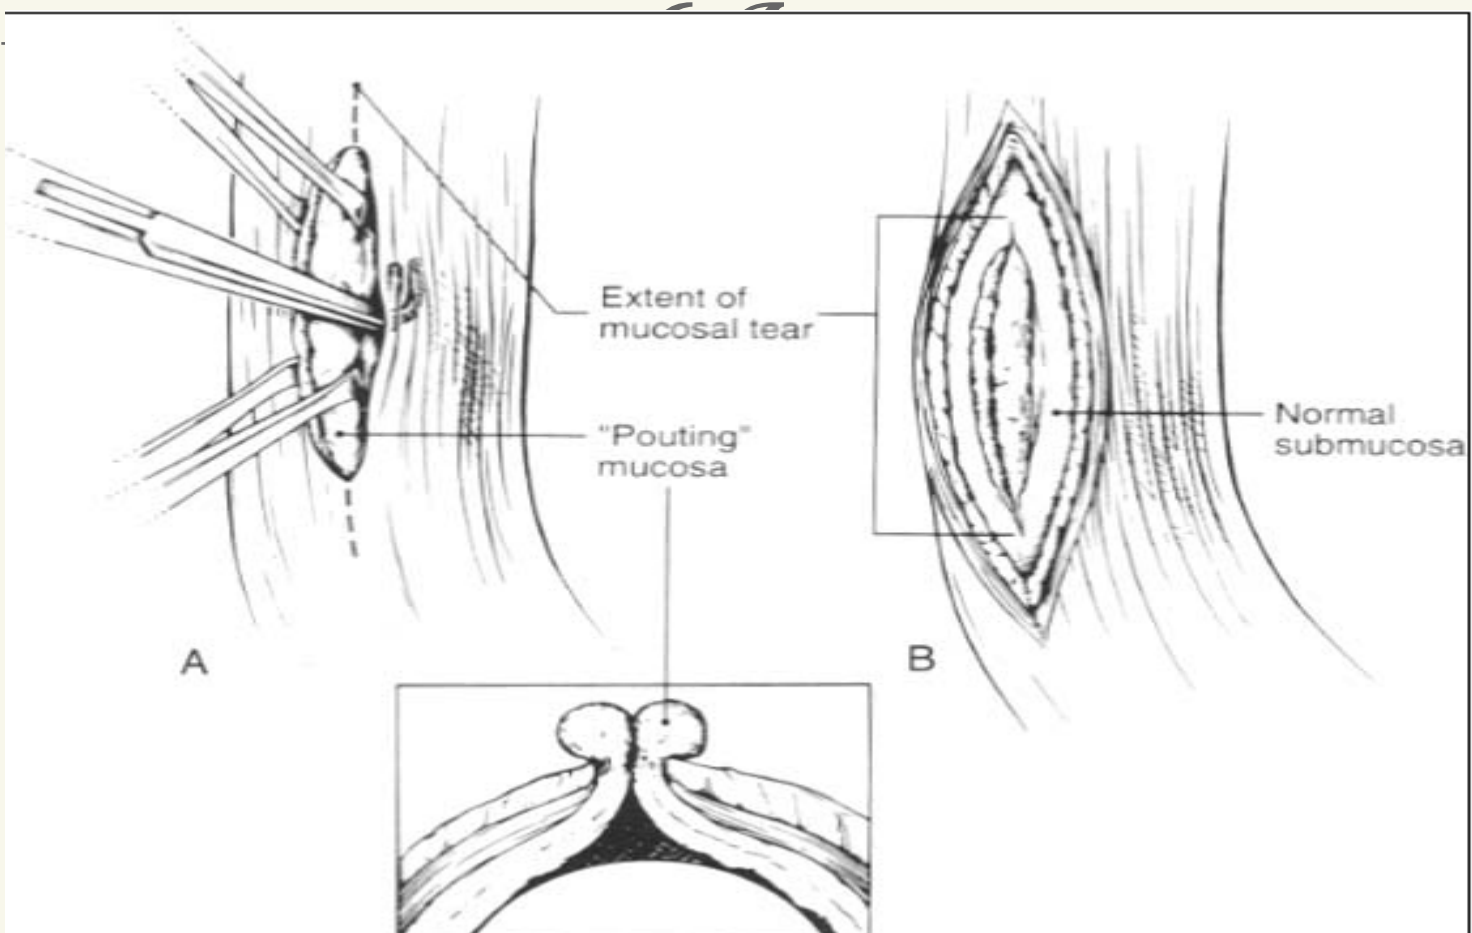 Extent of
mucosal tear
"Pouting"
mucosa
Normal
submucosa
A
B